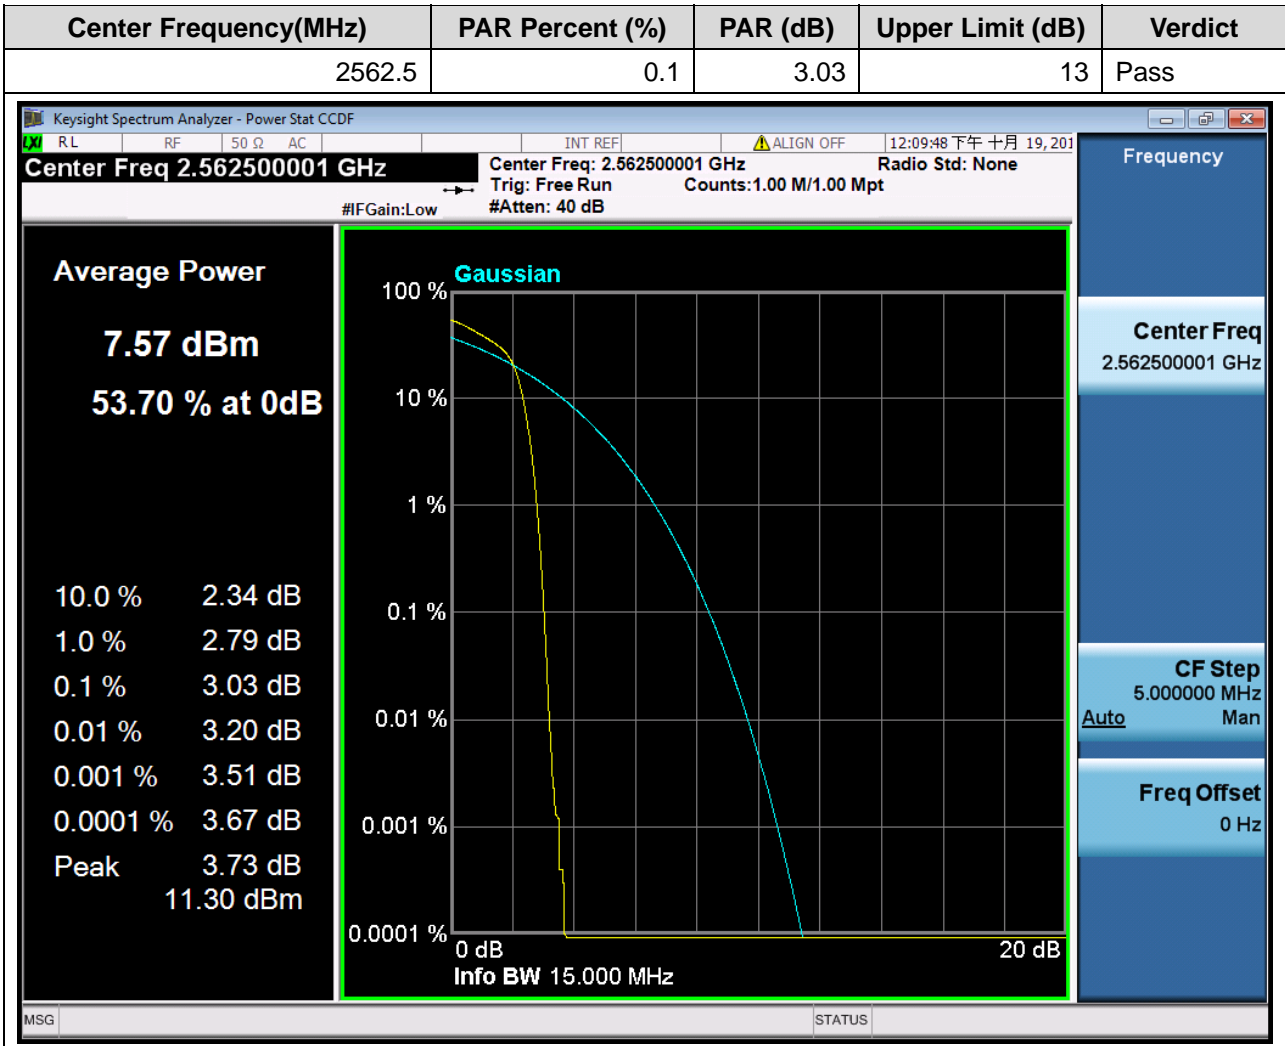 Center Frequency(MHz) PAR Percent (%) PAR (dB) Upper Limit (dB) Verdict
2562.5 0.1 3.03 13 Pass
Keysight Spectrum Analyzer - Power Stat CCDF
LXI RL RF 50 Ω AC INT REF ALIGN OFF 12:09:48 下午 十月 19, 201
Center Freq 2.562500001 GHz
Center Freq: 2.562500001 GHz Radio Std: None
Trig: Free Run Counts:1.00 M/1.00 Mpt
#IFGain:Low #Atten: 40 dB
Average Power
7.57 dBm
53.70 % at 0dB
10.0 % 2.34 dB
1.0 % 2.79 dB
0.1 % 3.03 dB
0.01 % 3.20 dB
0.001 % 3.51 dB
0.0001 % 3.67 dB
Peak 3.73 dB
11.30 dBm
Gaussian
100 %
10 %
1 %
0.1 %
0.01 %
0.001 %
0.0001 %
0 dB 20 dB
Info BW 15.000 MHz
Frequency
Center Freq
2.562500001 GHz
CF Step
5.000000 MHz
Auto Man
Freq Offset
0 Hz
MSG STATUS